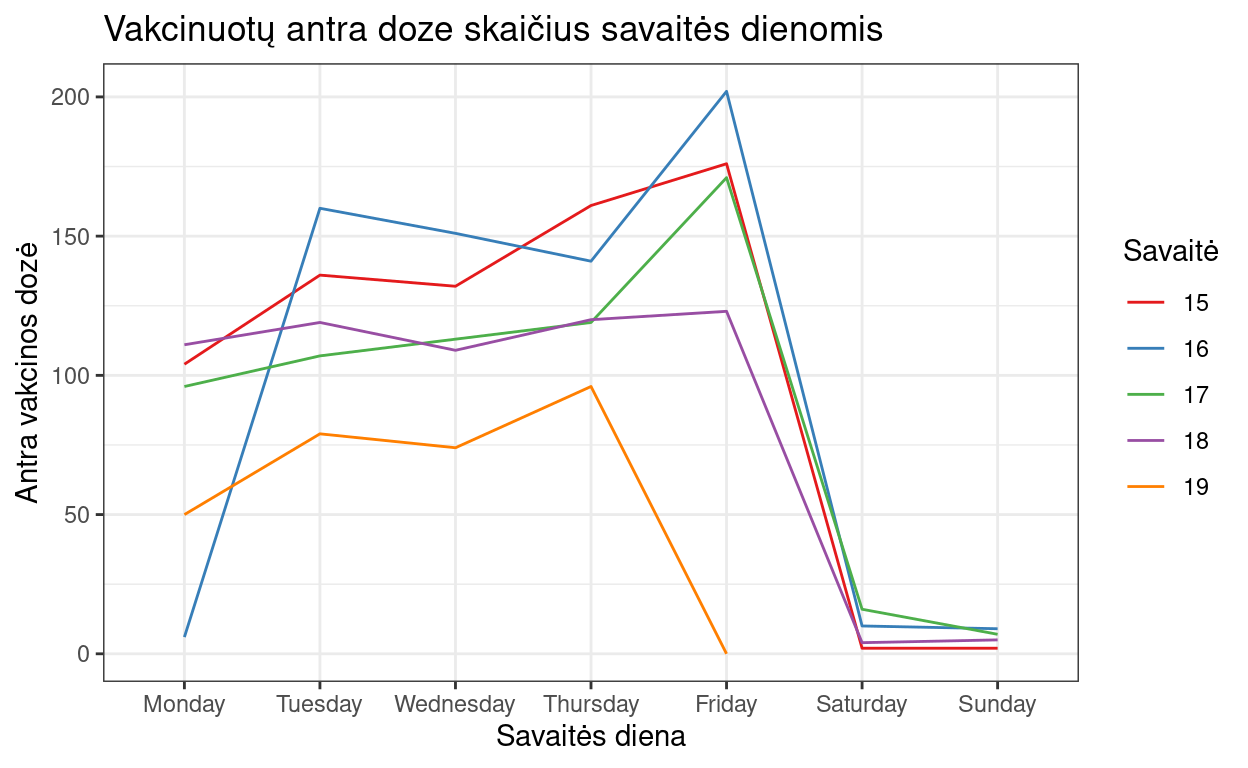 Vakcinuotų antra doze skaičius savaitės dienomis
Antra vakcinos dozė
200
150
100
50
0
Monday Tuesday Wednesday Thursday Friday Saturday Sunday
Savaitės diena
Savaitė
15
16
17
18
19